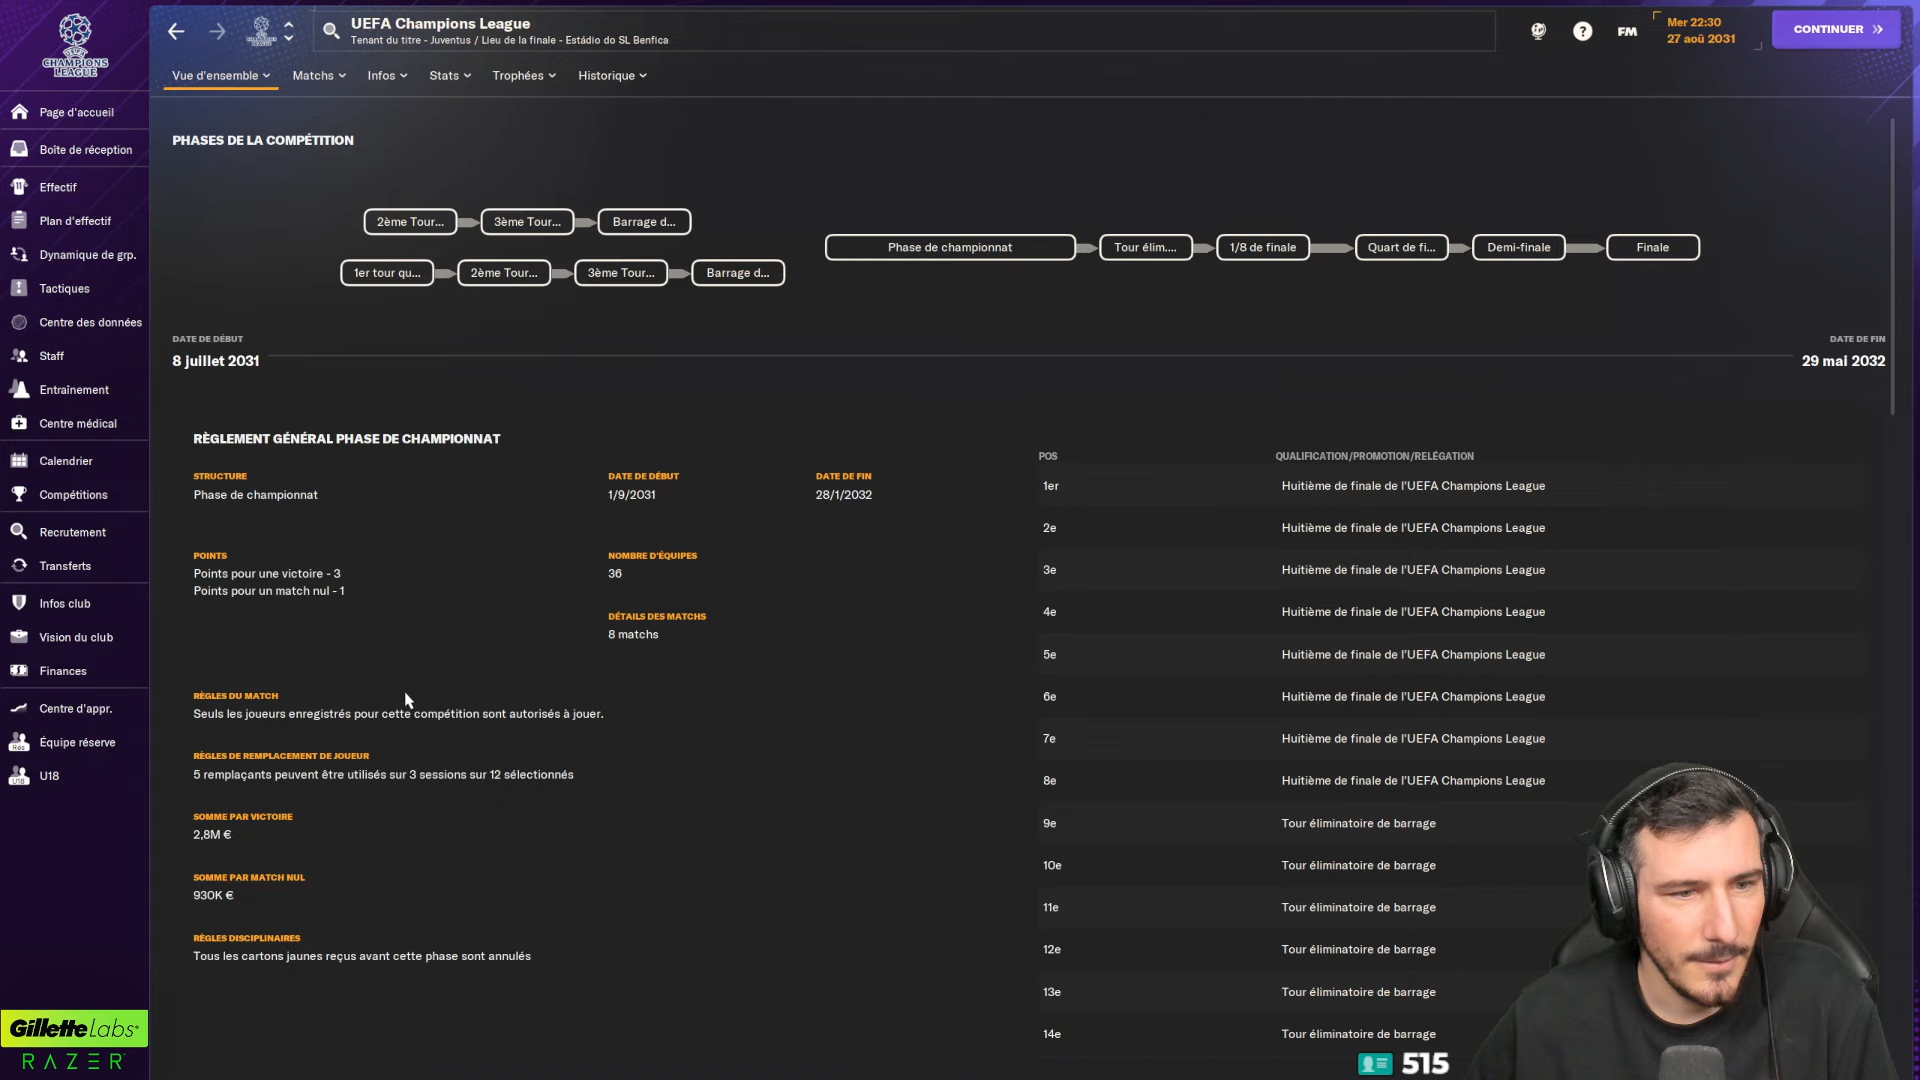 CHAMPIONS
LEAGUE
UEFA Champions League
Tenant du titre - Juventus / Lieu de la finale - Estádio do SL Benfica
FM
Mer 22:30
27 aoû 2031
CONTINUER
Vue d'ensemble
Matchs
Infos
Stats
Trophées
Historique
Page d'accueil
Boîte de réception
Effectif
Plan d'effectif
Dynamique de grp.
Tactiques
Centre des données
Staff
Entraînement
Centre médical
Calendrier
Compétitions
Recrutement
Transferts
Infos club
Vision du club
Finances
Centre d'appr.
Équipe réserve
U18
Gillette Labs
RAZER
PHASES DE LA COMPÉTITION
2ème Tour...
3ème Tour...
Barrage d...
1er tour qu...
2ème Tour...
3ème Tour...
Barrage d...
Phase de championnat
Tour élim....
1/8 de finale
Quart de fi...
Demi-finale
Finale
DATE DE DÉBUT
8 juillet 2031
DATE DE FIN
29 mai 2032
RÈGLEMENT GÉNÉRAL PHASE DE CHAMPIONNAT
STRUCTURE
Phase de championnat
DATE DE DÉBUT
1/9/2031
DATE DE FIN
28/1/2032
POINTS
Points pour une victoire - 3
Points pour un match nul - 1
NOMBRE D'ÉQUIPES
36
DÉTAILS DES MATCHS
8 matchs
RÈGLES DU MATCH
Seuls les joueurs enregistrés pour cette compétition sont autorisés à jouer.
RÈGLES DE REMPLACEMENT DE JOUEUR
5 remplaçants peuvent être utilisés sur 3 sessions sur 12 sélectionnés
SOMME PAR VICTOIRE
2,8M €
SOMME PAR MATCH NUL
930K €
RÈGLES DISCIPLINAIRES
Tous les cartons jaunes reçus avant cette phase sont annulés
POS QUALIFICATION/PROMOTION/RELÉGATION
1er Huitième de finale de l'UEFA Champions League
2e Huitième de finale de l'UEFA Champions League
3e Huitième de finale de l'UEFA Champions League
4e Huitième de finale de l'UEFA Champions League
5e Huitième de finale de l'UEFA Champions League
6e Huitième de finale de l'UEFA Champions League
7e Huitième de finale de l'UEFA Champions League
8e Huitième de finale de l'UEFA Champions League
9e Tour éliminatoire de barrage
10e Tour éliminatoire de barrage
11e Tour éliminatoire de barrage
12e Tour éliminatoire de barrage
13e Tour éliminatoire de barrage
14e Tour éliminatoire de barrage
515